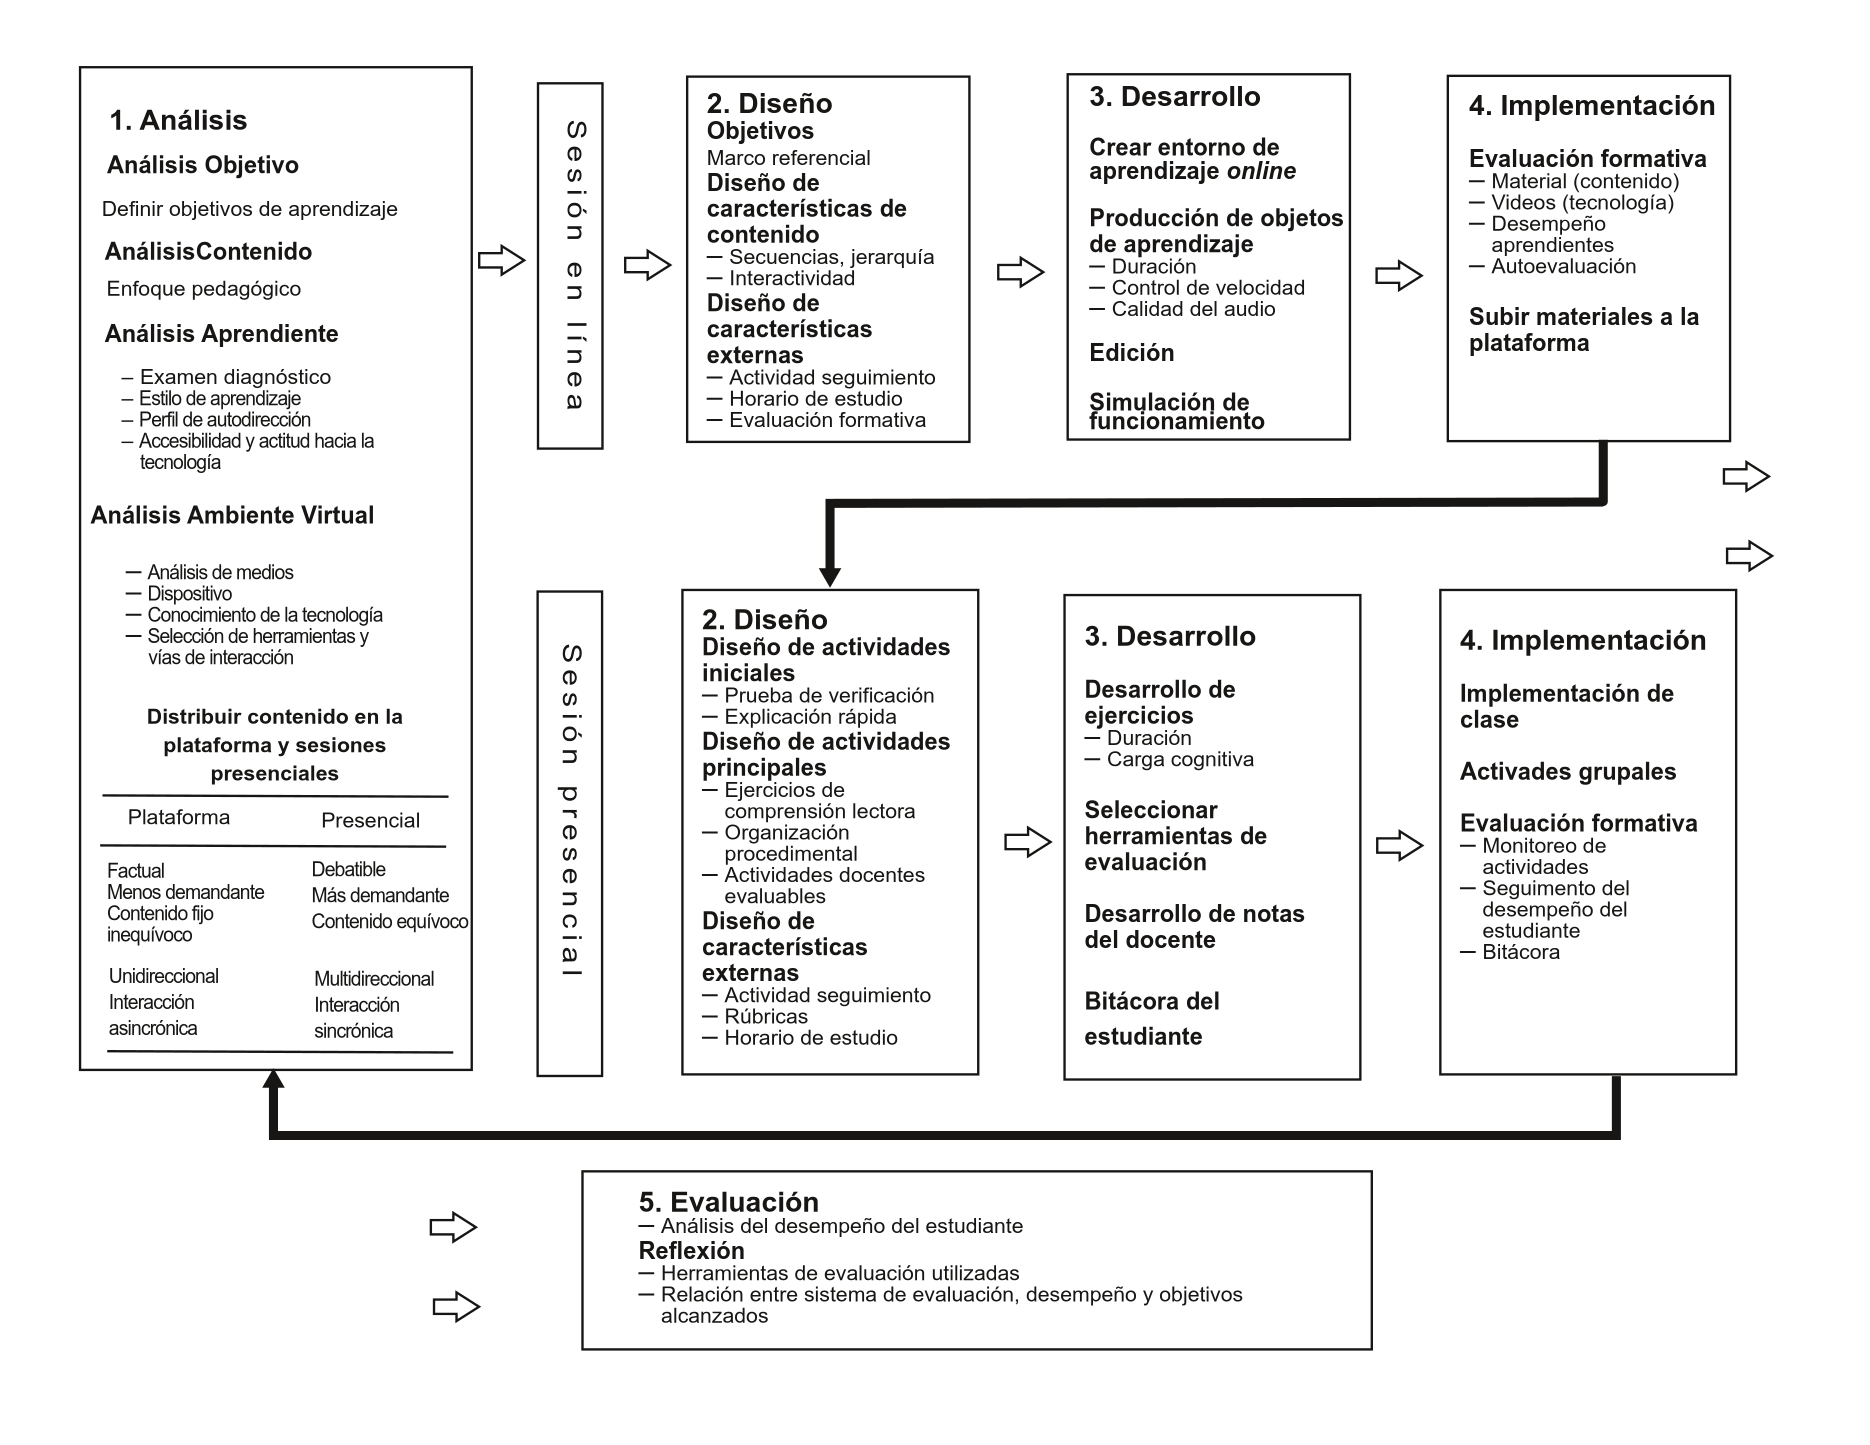 1. Análisis
Análisis Objetivo
Definir objetivos de aprendizaje
AnálisisContenido
Enfoque pedagógico
Análisis Aprendiente
– Examen diagnóstico
– Estilo de aprendizaje
– Perfil de autodirección
– Accesibilidad y actitud hacia la
tecnología
Análisis Ambiente Virtual
— Análisis de medios
— Dispositivo
— Conocimiento de la tecnología
— Selección de herramientas y
vías de interacción
Distribuir contenido en la
plataforma y sesiones
presenciales
Plataforma
Presencial
Factual
Menos demandante
Contenido fijo
inequívoco
Debatible
Más demandante
Contenido equívoco
Unidireccional
Interacción
asincrónica
Multidireccional
Interacción
sincrónica
Sesión en línea
2. Diseño
Objetivos
Marco referencial
Diseño de
características de
contenido
— Secuencias, jerarquía
— Interactividad
Diseño de
características
externas
— Actividad seguimiento
— Horario de estudio
— Evaluación formativa
3. Desarrollo
Crear entorno de
aprendizaje online
Producción de objetos
de aprendizaje
— Duración
— Control de velocidad
— Calidad del audio
Edición
Simulación de
funcionamiento
4. Implementación
Evaluación formativa
— Material (contenido)
— Videos (tecnología)
— Desempeño
aprendientes
— Autoevaluación
Subir materiales a la
plataforma
Sesión presencial
2. Diseño
Diseño de actividades
iniciales
— Prueba de verificación
— Explicación rápida
Diseño de actividades
principales
— Ejercicios de
comprensión lectora
— Organización
procedimental
— Actividades docentes
evaluables
Diseño de
características
externas
— Actividad seguimiento
— Rúbricas
— Horario de estudio
3. Desarrollo
Desarrollo de
ejercicios
— Duración
— Carga cognitiva
Seleccionar
herramientas de
evaluación
Desarrollo de notas
del docente
Bitácora del
estudiante
4. Implementación
Implementación de
clase
Activades grupales
Evaluación formativa
— Monitoreo de
actividades
— Seguimento del
desempeño del
estudiante
— Bitácora
5. Evaluación
— Análisis del desempeño del estudiante
Reflexión
— Herramientas de evaluación utilizadas
— Relación entre sistema de evaluación, desempeño y objetivos
alcanzados